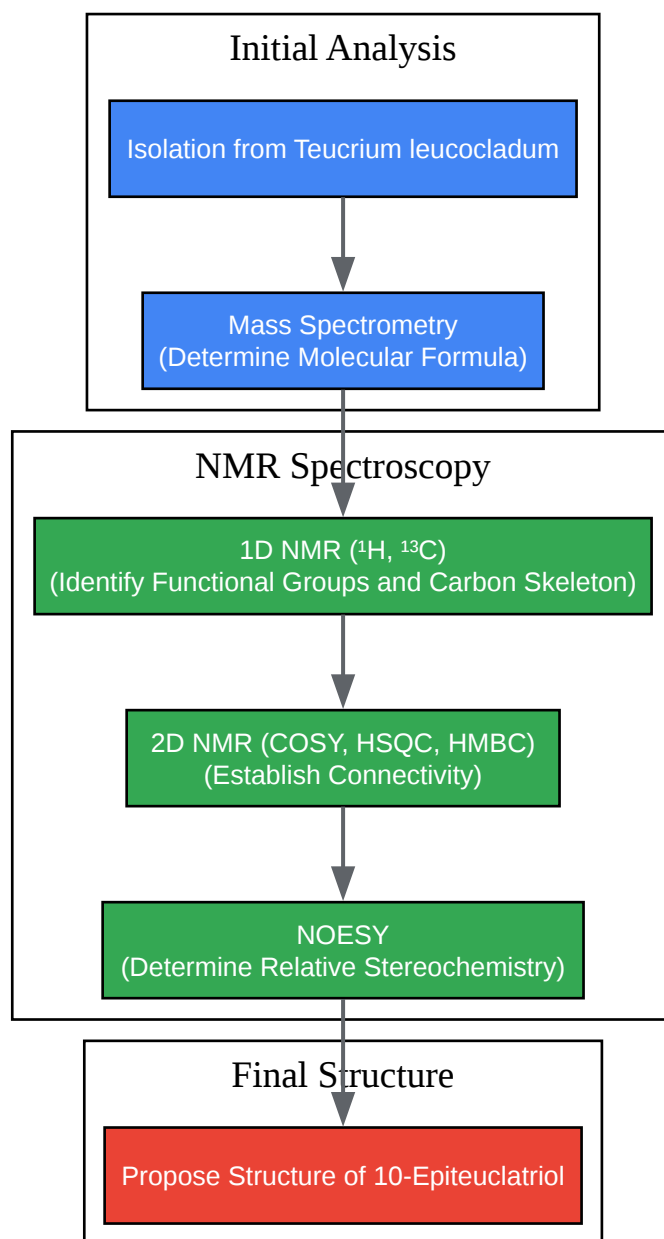 Initial Analysis
Isolation from Teucrium leucocladum
Mass Spectrometry
(Determine Molecular Formula)
NMR Spectroscopy
1D NMR (¹H, ¹³C)
(Identify Functional Groups and Carbon Skeleton)
2D NMR (COSY, HSQC, HMBC)
(Establish Connectivity)
NOESY
(Determine Relative Stereochemistry)
Final Structure
Propose Structure of 10-Epiteuclatriol